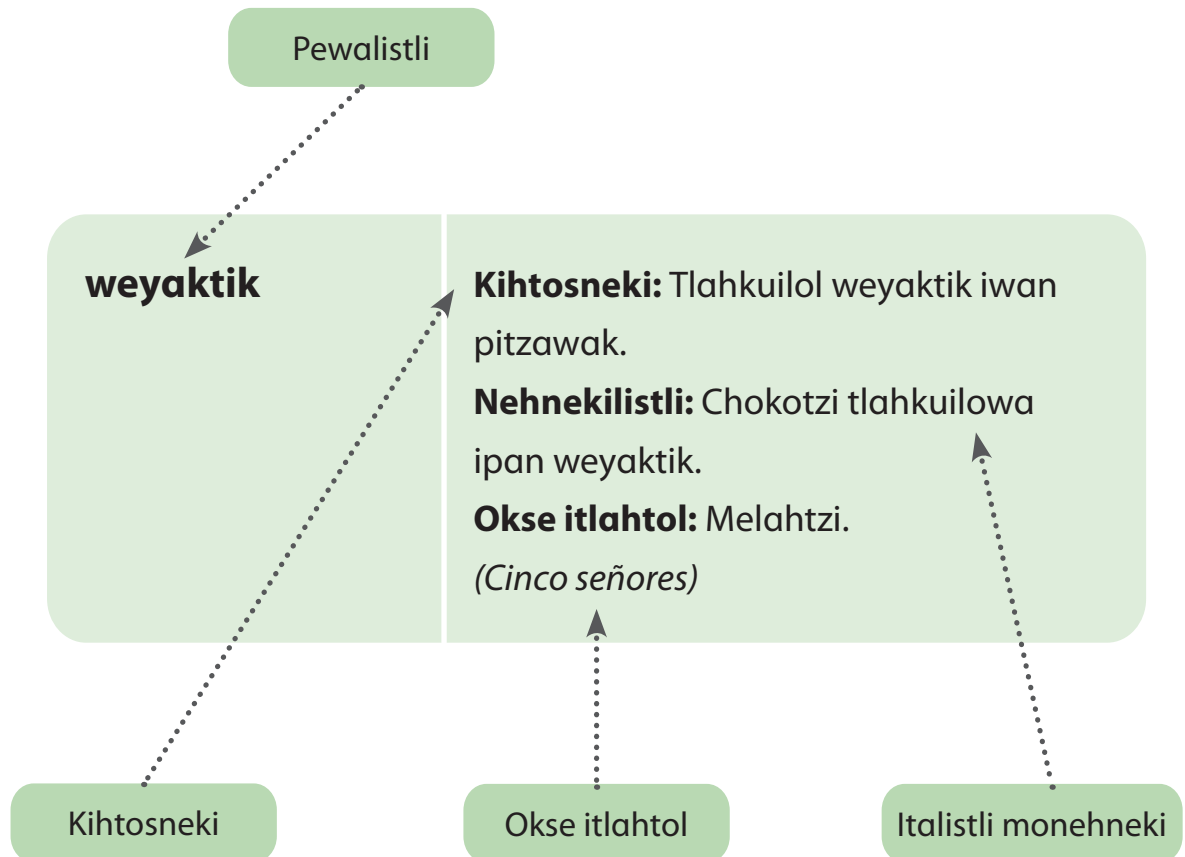 Pewalistli
weyaktik
Kihtosneki: Tlahkuilol weyaktik iwan
pitzawak.
Nehnekilistli: Chokotzi tlahkuilowa
ipan weyaktik.
Okse itlahtol: Melahtzi.
(Cinco señores)
Kihtosneki
Okse itlahtol
Italistli monehneki